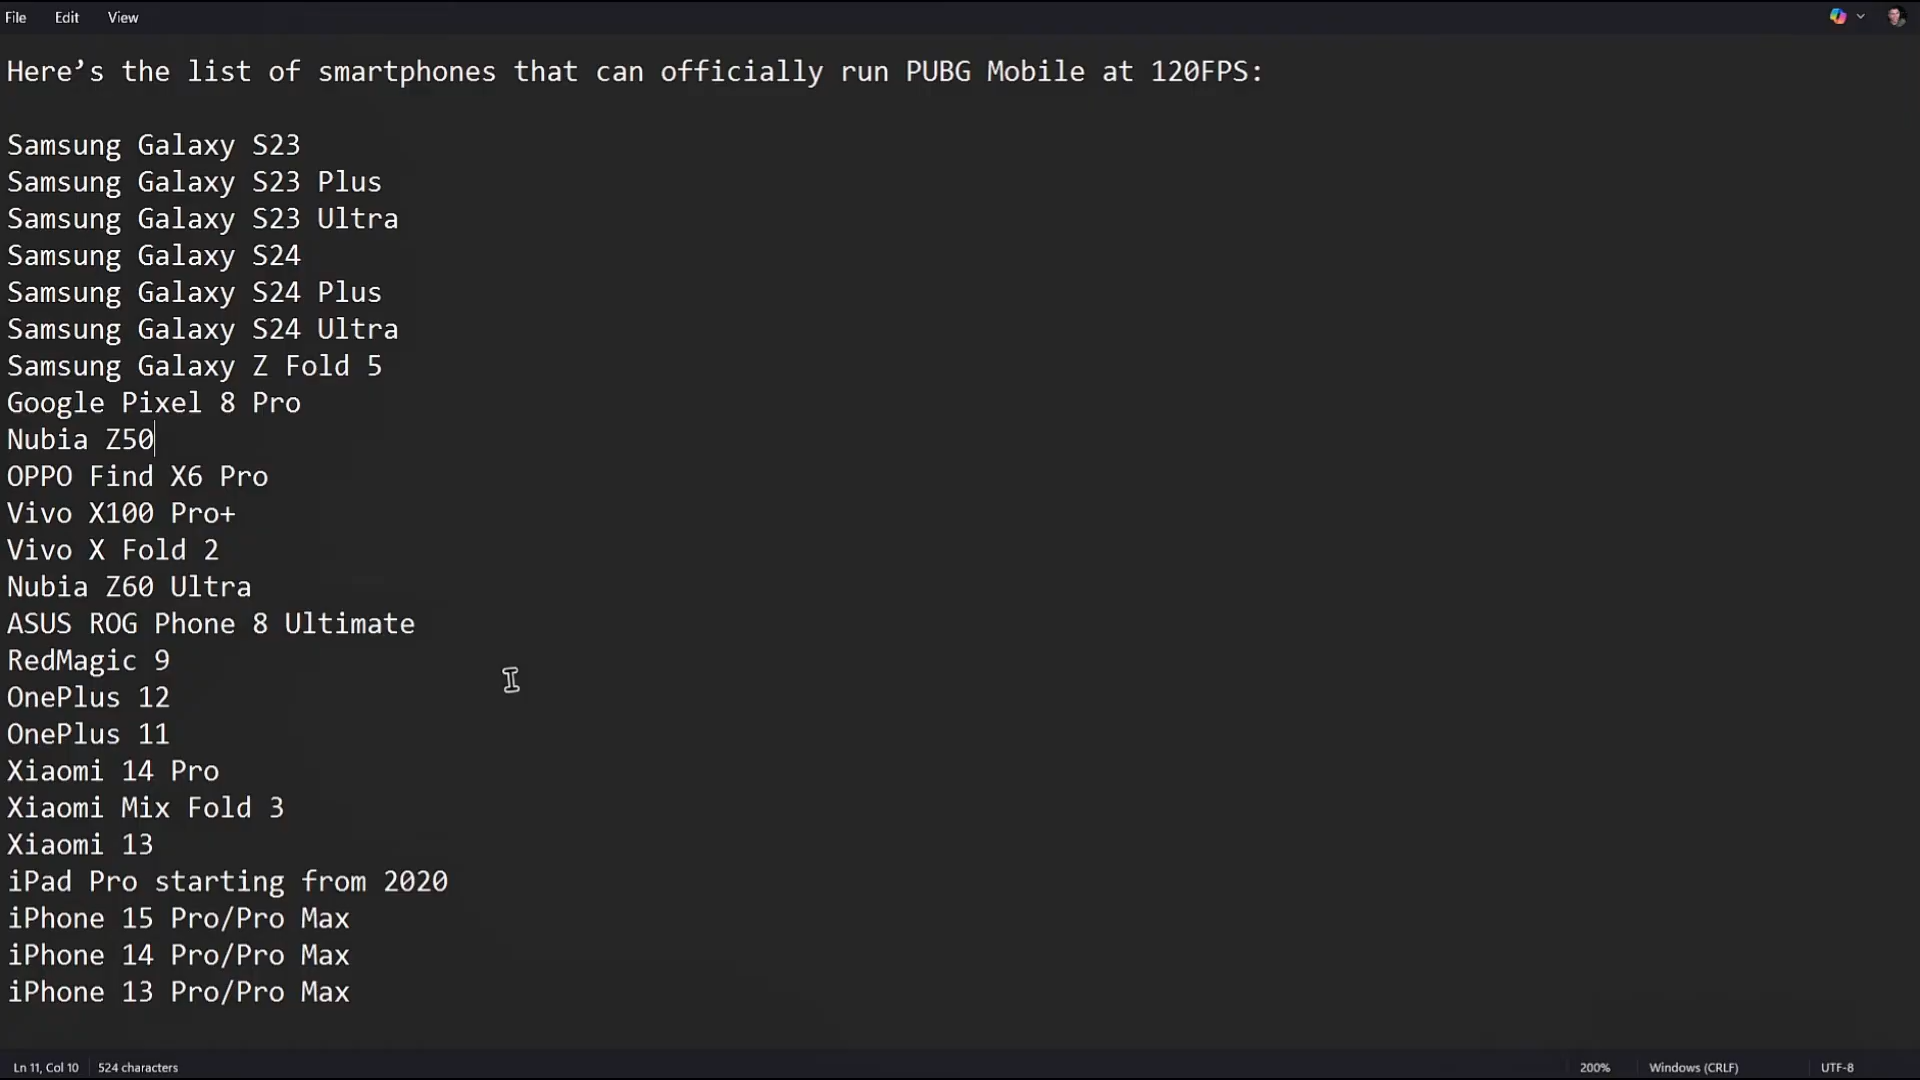 File Edit View
Here’s the list of smartphones that can officially run PUBG Mobile at 120FPS:
Samsung Galaxy S23
Samsung Galaxy S23 Plus
Samsung Galaxy S23 Ultra
Samsung Galaxy S24
Samsung Galaxy S24 Plus
Samsung Galaxy S24 Ultra
Samsung Galaxy Z Fold 5
Google Pixel 8 Pro
Nubia Z50
OPPO Find X6 Pro
Vivo X100 Pro+
Vivo X Fold 2
Nubia Z60 Ultra
ASUS ROG Phone 8 Ultimate
RedMagic 9
OnePlus 12
OnePlus 11
Xiaomi 14 Pro
Xiaomi Mix Fold 3
Xiaomi 13
iPad Pro starting from 2020
iPhone 15 Pro/Pro Max
iPhone 14 Pro/Pro Max
iPhone 13 Pro/Pro Max
Ln 11, Col 10 524 characters 200% Windows (CRLF) UTF-8